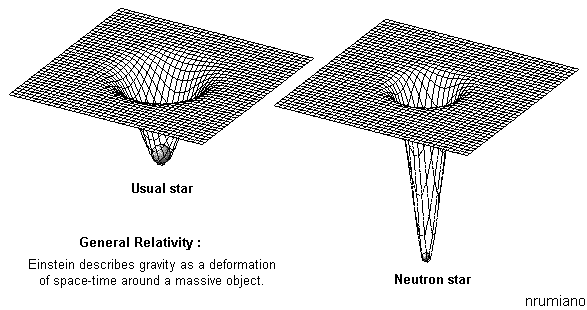 Usual star
General Relativity :
Einstein describes gravity as a deformation
of space-time around a massive object.
Neutron star
nrumiano